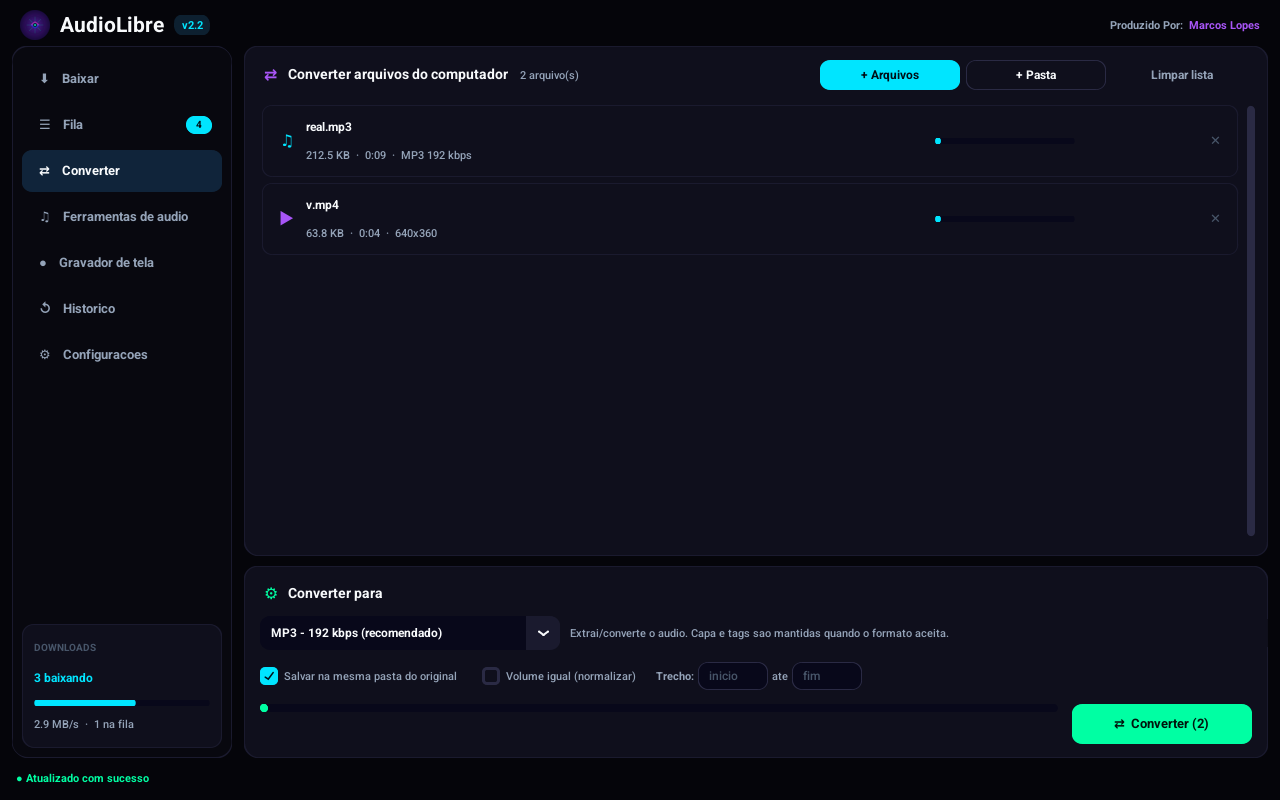 AudioLibre v2.2
Produzido Por: Marcos Lopes
Baixar
Fila 4
Converter
Ferramentas de audio
Gravador de tela
Historico
Configuracoes
DOWNLOADS
3 baixando
2.9 MB/s · 1 na fila
Converter arquivos do computador 2 arquivo(s)
+ Arquivos
+ Pasta
Limpar lista
real.mp3
212.5 KB · 0:09 · MP3 192 kbps
v.mp4
63.8 KB · 0:04 · 640x360
Converter para
MP3 - 192 kbps (recomendado)
Extrai/converte o audio. Capa e tags sao mantidas quando o formato aceita.
Salvar na mesma pasta do original
Volume igual (normalizar)
Trecho: inicio ate fim
Converter (2)
Atualizado com sucesso